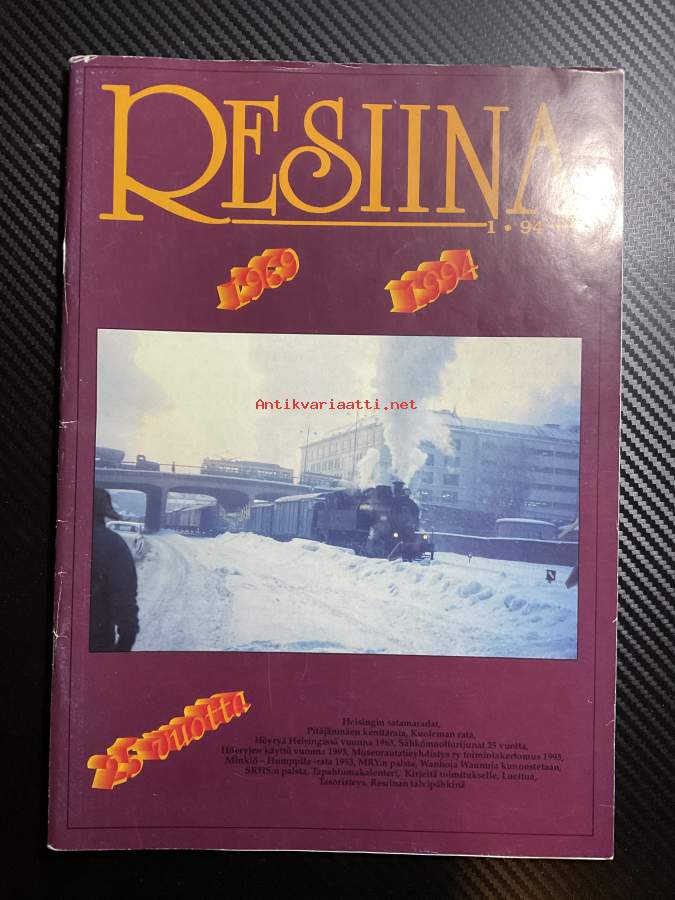 RESIINA
1 • 94
1969
1994
Antikvariaatti.net
25 vuotta
Helsingin satamaradat,
Pitäjänmäen kenttärata, Kuoleman rata,
Höyryä Helsingissä vuonna 1963, Sähkömoottorijunat 25 vuotta,
Höeryjen käyttö vuonna 1993, Museorautatieyhdistys ry toimintakertomus 1993,
Minkiö – Humppila -rata 1993, MRY:n palsta, Wanhoja Waunuja kunnostetaan,
SRHS:n palsta, Tapahtumakalenteri, Kirjeitä toimitukselle, Luettua,
Tasoristeys, Resiinan talvipähkinä